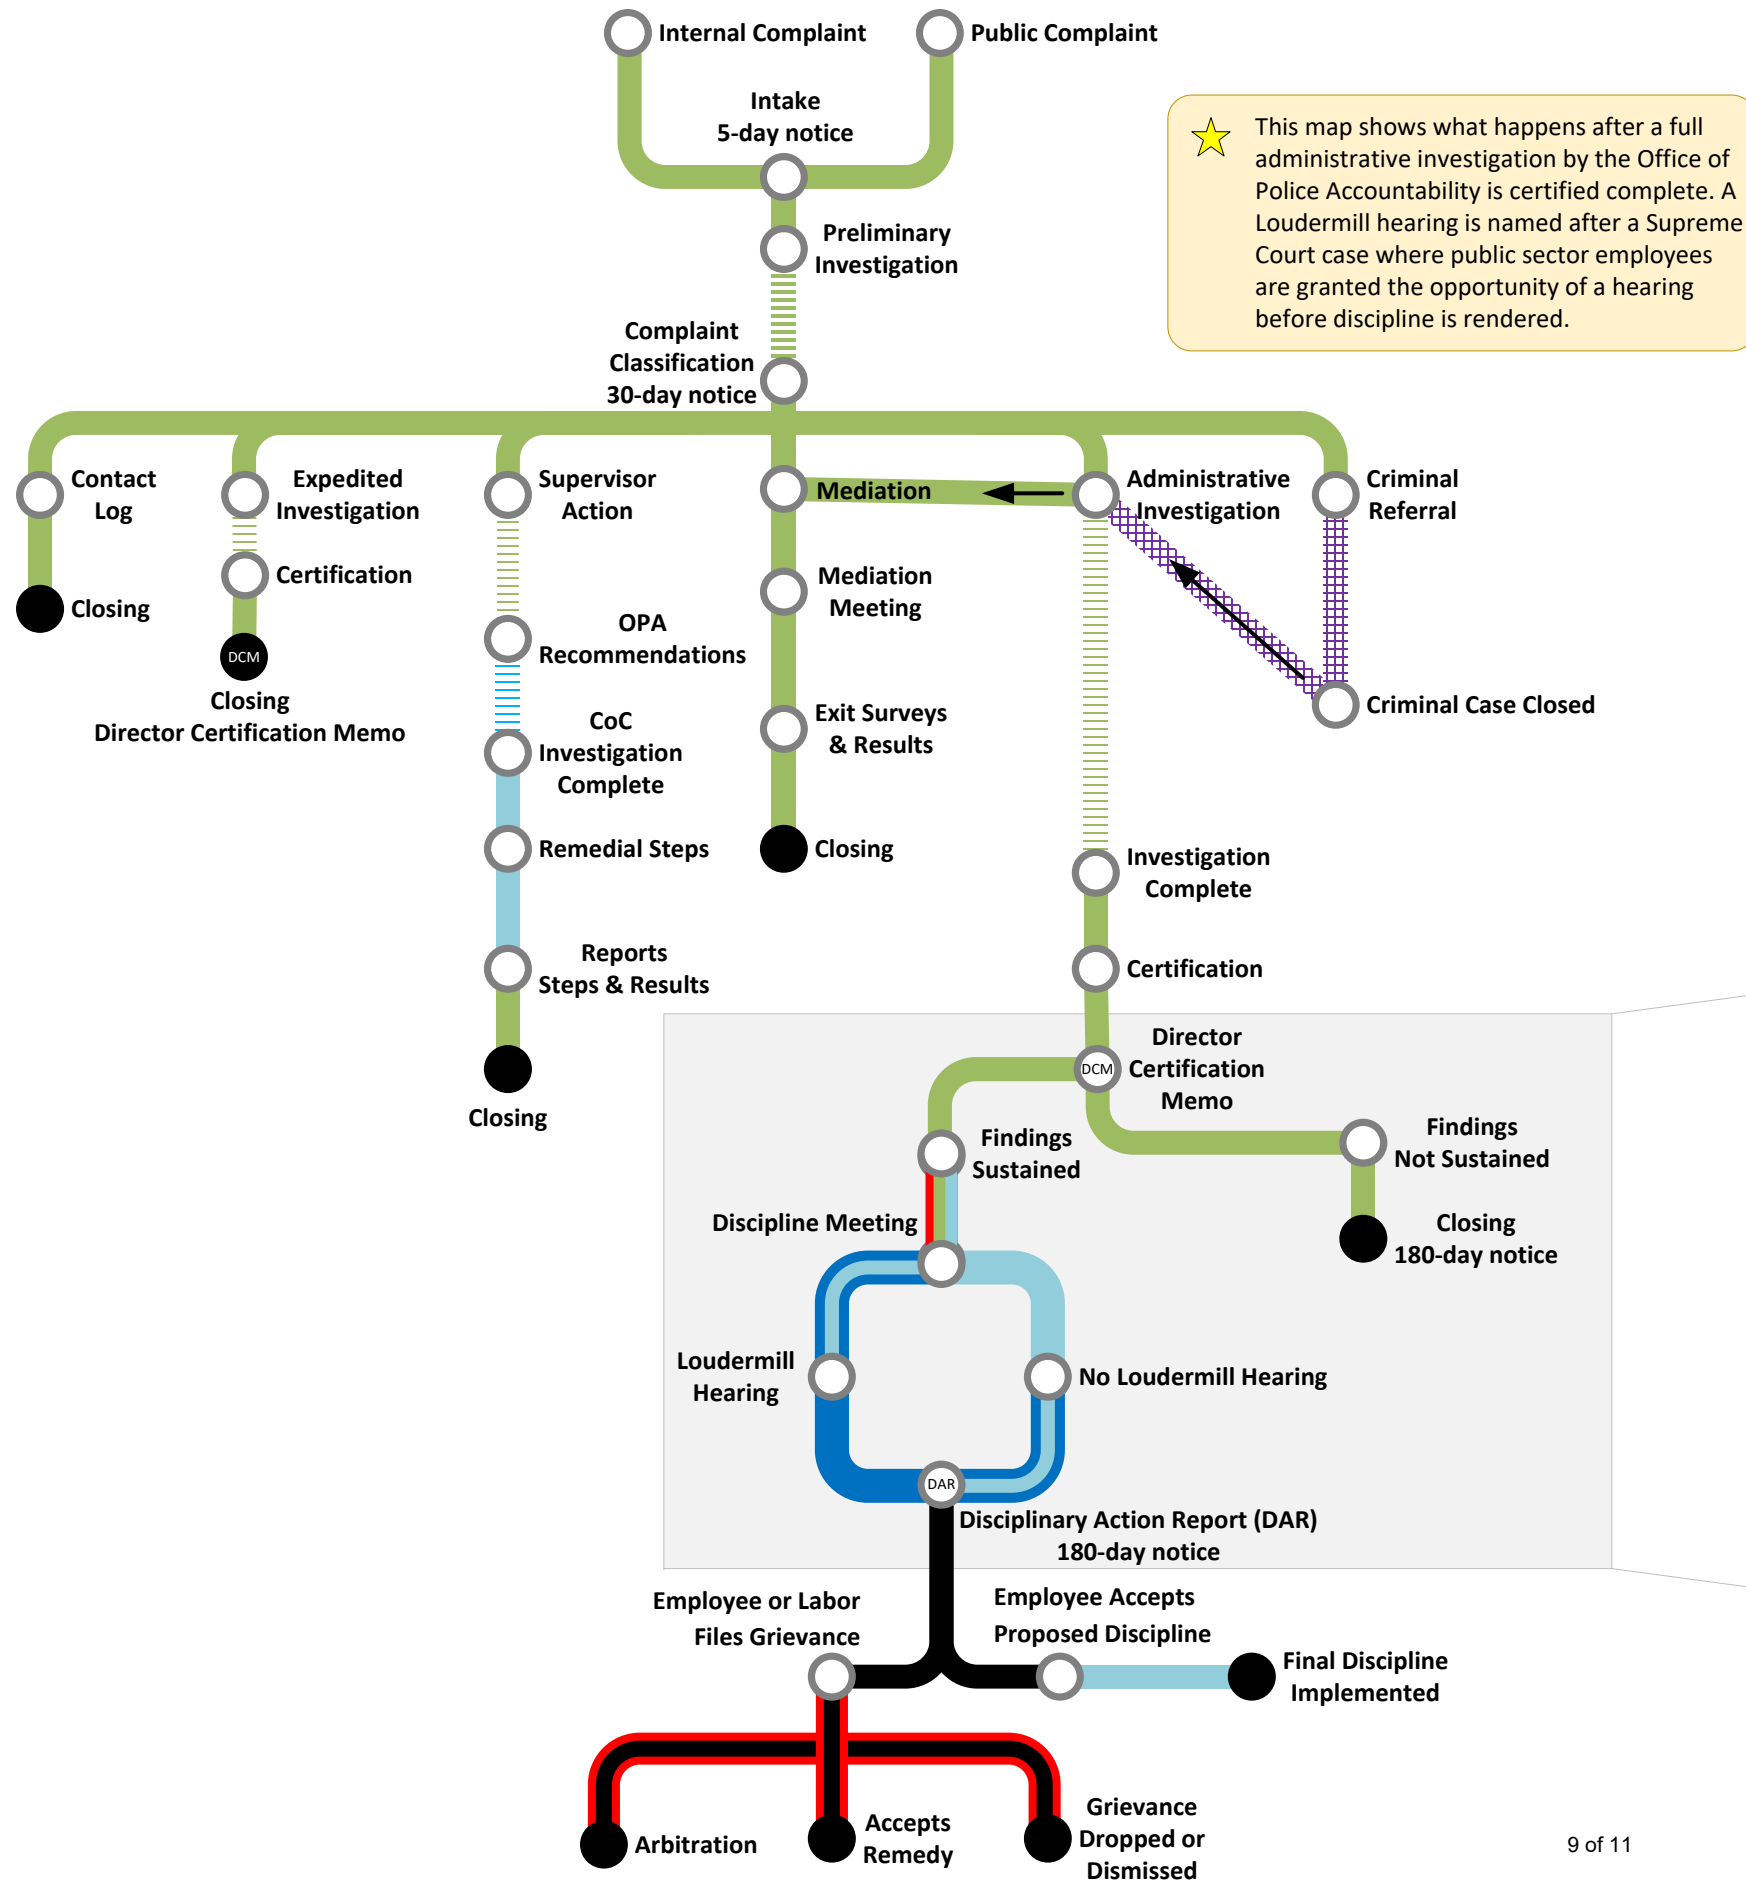 Internal Complaint
Public Complaint
Intake
5-day notice
This map shows what happens after a full
administrative investigation by the Office of
Police Accountability is certified complete. A
Loudermill hearing is named after a Supreme
Court case where public sector employees
are granted the opportunity of a hearing
before discipline is rendered.
Preliminary
Investigation
Complaint
Classification
30-day notice
Contact
Log
Expedited
Investigation
Supervisor
Action
Mediation
Administrative
Investigation
Criminal
Referral
Closing
Certification
DCM
Closing
Director Certification Memo
OPA
Recommendations
CoC
Investigation
Complete
Remedial Steps
Reports
Steps & Results
Closing
Mediation
Meeting
Exit Surveys
& Results
Closing
Criminal Case Closed
Investigation
Complete
Certification
DCM
Director
Certification
Memo
Findings
Sustained
Findings
Not Sustained
Closing
180-day notice
Discipline Meeting
Loudermill
Hearing
No Loudermill Hearing
DAR
Disciplinary Action Report (DAR)
180-day notice
Employee or Labor
Files Grievance
Employee Accepts
Proposed Discipline
Final Discipline
Implemented
Arbitration
Accepts
Remedy
Grievance
Dropped or
Dismissed
9 of 11